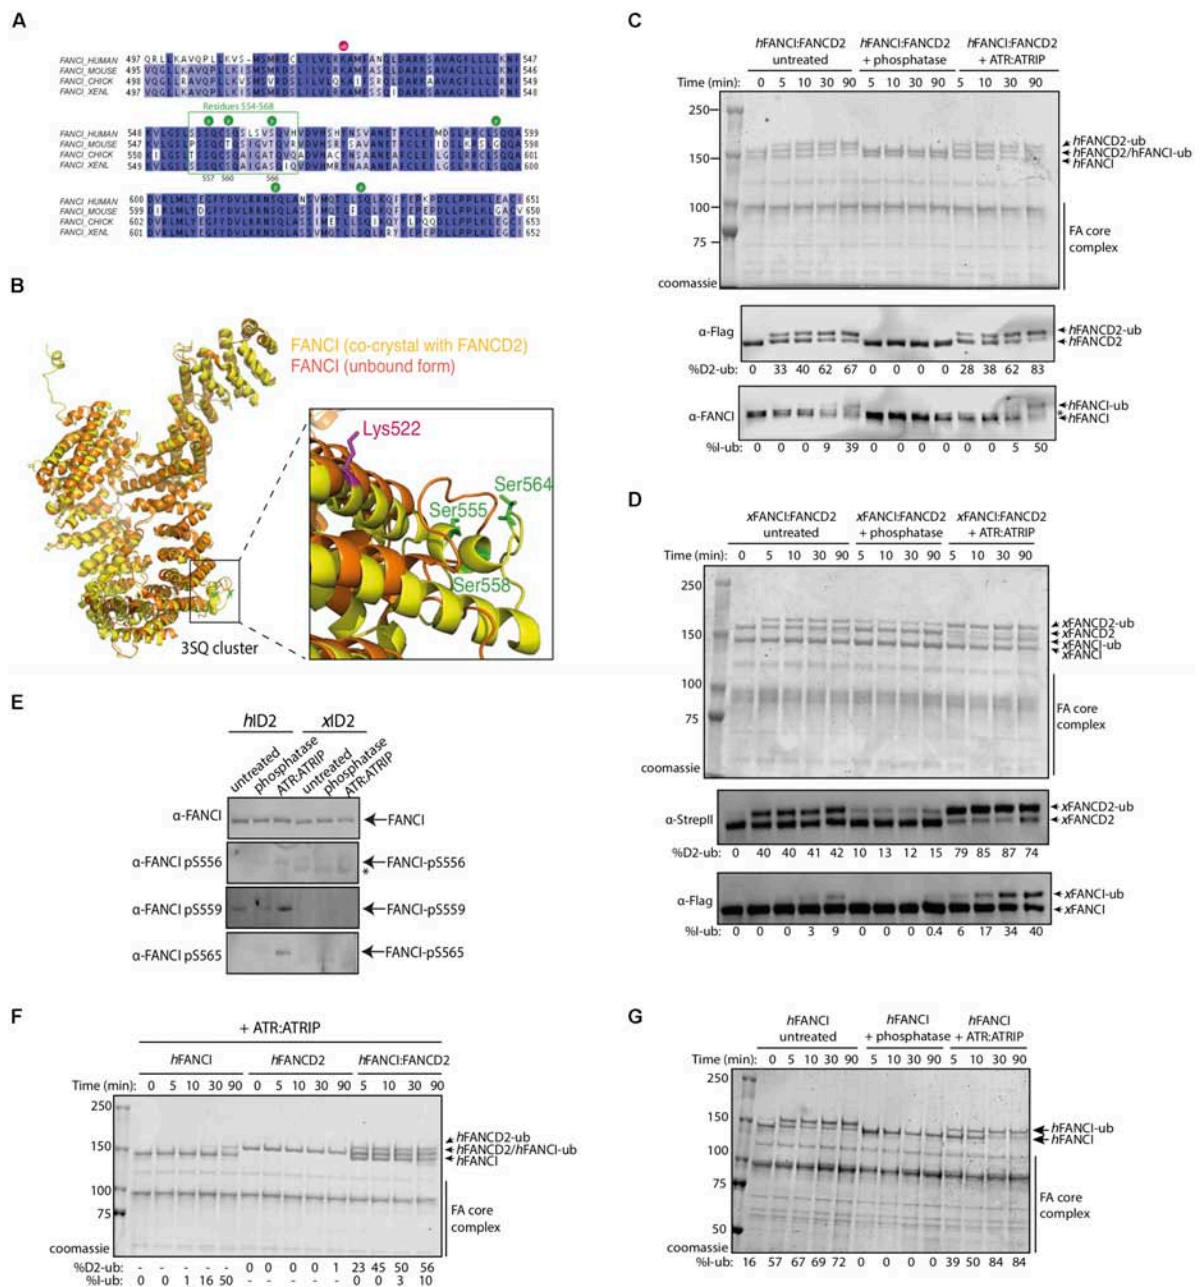 A
FANCI_HUMAN
FANCI_MOUSE
FANCI_CHICK
FANCI_XENL
497
495
498
497
547
546
549
548
Residues 554-568
FANCI_HUMAN 548
FANCI_MOUSE 547
FANCI_CHICK 550
FANCI_XENL 549
599
598
601
600
557 560 566
FANCI_HUMAN 600
FANCI_MOUSE 599
FANCI_CHICK 602
FANCI_XENL 601
651
650
653
652
B
FANCI (co-crystal with FANCD2)
FANCI (unbound form)
Lys522
Ser564
Ser555
Ser558
3SQ cluster
C
hFANCI:FANCD2 hFANCI:FANCD2 hFANCI:FANCD2
untreated + phosphatase + ATR:ATRIP
Time (min): 0 5 10 30 90 5 10 30 90 5 10 30 90
250
150
100
75
hFANCD2-ub
hFANCD2/hFANCI-ub
hFANCI
FA core
complex
coomassie
α-Flag
hFANCD2-ub
hFANCD2
%D2-ub: 0 33 40 62 67 0 0 0 0 28 38 62 83
α-FANCI
hFANCI-ub
*
hFANCI
%I-ub: 0 0 0 9 39 0 0 0 0 0 0 5 50
D
xFANCI:FANCD2 xFANCI:FANCD2 xFANCI:FANCD2
untreated + phosphatase + ATR:ATRIP
Time (min): 0 5 10 30 90 5 10 30 90 5 10 30 90
250
150
100
75
xFANCD2-ub
xFANCD2
xFANCI-ub
xFANCI
FA core
complex
coomassie
α-StrepII
xFANCD2-ub
xFANCD2
%D2-ub: 0 40 40 41 42 10 13 12 15 79 85 87 74
α-Flag
xFANCI-ub
xFANCI
%I-ub: 0 0 0 3 9 0 0 0 0.4 6 17 34 40
E
hID2 xID2
untreated phosphatase ATR:ATRIP untreated phosphatase ATR:ATRIP
α-FANCI FANCI
α-FANCI pS556 FANCI-pS556
*
α-FANCI pS559 FANCI-pS559
α-FANCI pS565 FANCI-pS565
F
+ ATR:ATRIP
hFANCI hFANCD2 hFANCI:FANCD2
Time (min): 0 5 10 30 90 0 5 10 30 90 5 10 30 90
250
150
100
75
hFANCD2-ub
hFANCD2/hFANCI-ub
hFANCI
FA core
complex
coomassie
%D2-ub: - - - - - 0 0 0 0 1 23 45 50 56
%I-ub: 0 0 1 16 50 - - - - - 0 0 3 10
G
hFANCI hFANCI hFANCI
untreated + phosphatase + ATR:ATRIP
Time (min): 0 5 10 30 90 5 10 30 90 5 10 30 90
250
150
100
75
50
hFANCI-ub
hFANCI
FA core
complex
coomassie
%I-ub: 16 57 67 69 72 0 0 0 0 39 50 84 84